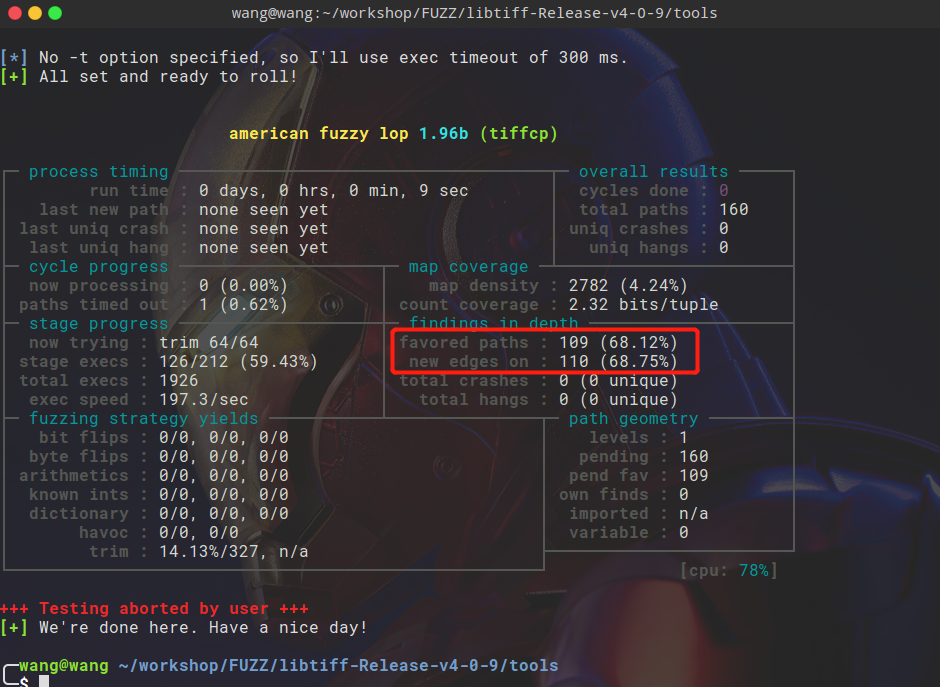 wang@wang:~/workshop/FUZZ/libtiff-Release-v4-0-9/tools
[*] No -t option specified, so I'll use exec timeout of 300 ms.
[+] All set and ready to roll!
american fuzzy lop 1.96b (tiffcp)
process timing overall results
run time : 0 days, 0 hrs, 0 min, 9 sec cycles done : 0
last new path : none seen yet total paths : 160
last uniq crash : none seen yet uniq crashes : 0
last uniq hang : none seen yet uniq hangs : 0
cycle progress map coverage
now processing : 0 (0.00%) map density : 2782 (4.24%)
paths timed out : 1 (0.62%) count coverage : 2.32 bits/tuple
stage progress findings in depth
now trying : trim 64/64 favored paths : 109 (68.12%)
stage execs : 126/212 (59.43%) new edges on : 110 (68.75%)
total execs : 1926 total crashes : 0 (0 unique)
exec speed : 197.3/sec total hangs : 0 (0 unique)
fuzzing strategy yields path geometry
bit flips : 0/0, 0/0, 0/0 levels : 1
byte flips : 0/0, 0/0, 0/0 pending : 160
arithmetics : 0/0, 0/0, 0/0 pend fav : 109
known ints : 0/0, 0/0, 0/0 own finds : 0
dictionary : 0/0, 0/0, 0/0 imported : n/a
havoc : 0/0, 0/0 variable : 0
trim : 14.13%/327, n/a
[cpu: 78%]
+++ Testing aborted by user +++
[+] We're done here. Have a nice day!
wang@wang ~/workshop/FUZZ/libtiff-Release-v4-0-9/tools
$